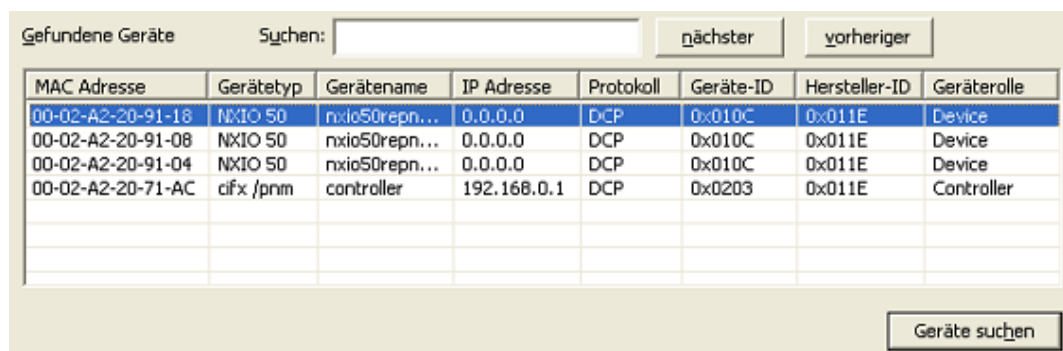 Gefundene Geräte Suchen: nächster vorheriger
MAC Adresse Gerätetyp Gerätename IP Adresse Protokoll Geräte-ID Hersteller-ID Geräterolle
00-02-A2-20-91-18 NXIO 50 nxio50repn... 0.0.0.0 DCP 0x010C 0x011E Device
00-02-A2-20-91-08 NXIO 50 nxio50repn... 0.0.0.0 DCP 0x010C 0x011E Device
00-02-A2-20-91-04 NXIO 50 nxio50repn... 0.0.0.0 DCP 0x010C 0x011E Device
00-02-A2-20-71-AC cifx /pnm controller 192.168.0.1 DCP 0x0203 0x011E Controller
Geräte suchen